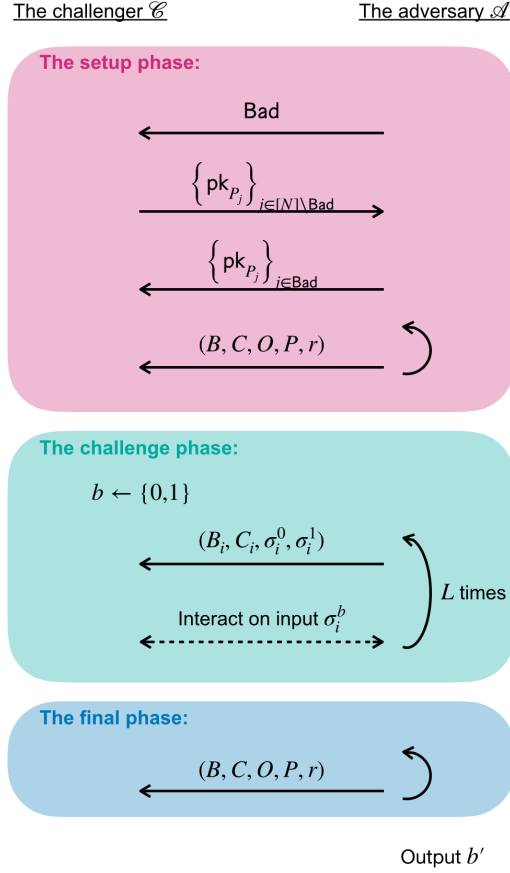 The challenger 𝒞 The adversary 𝒜
The setup phase:
Bad
{pk_{P_j}}_{j∈[N]\Bad}
{pk_{P_j}}_{j∈Bad}
(B, C, O, P, r)
The challenge phase:
b ← {0,1}
(B_i, C_i, σ_i^0, σ_i^1)
L times
Interact on input σ_i^b
The final phase:
(B, C, O, P, r)
Output b′